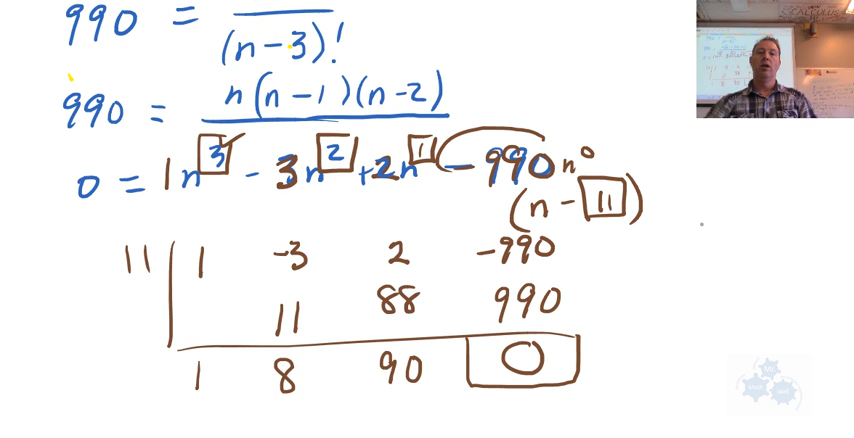 990 = ____
(n-3)!
990 = n(n-1)(n-2)
0 = 1n³ - 3n² + 2n¹ - 990n⁰
(n - 11)
11 | 1 -3 2 -990
11 88 990
1 8 90 0